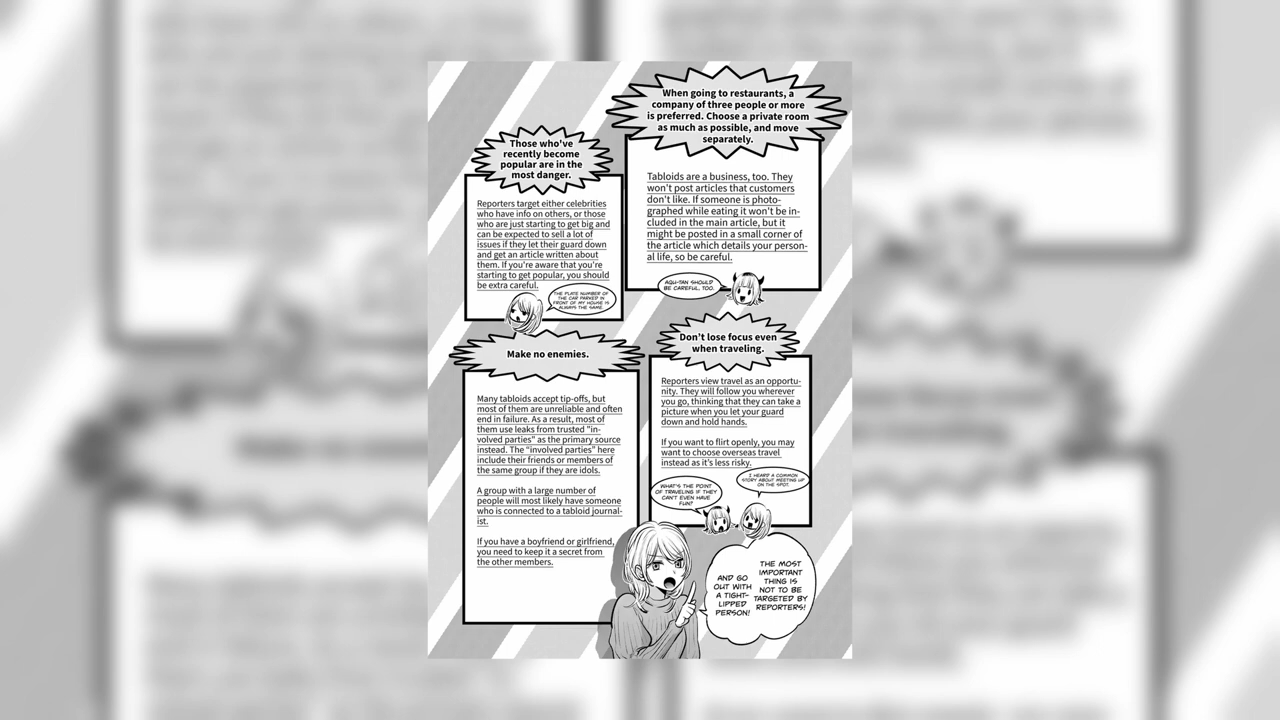 When going to restaurants, a
company of three people or more
is preferred. Choose a private room
as much as possible, and move
separately.
Tabloids are a business, too. They
won't post articles that customers
don't like. If someone is photo-
graphed while eating it won't be in-
cluded in the main article, but it
might be posted in a small corner of
the article which details your person-
al life, so be careful.
AQU-TAN SHOULD
BE CAREFUL, TOO.
Those who've
recently become
popular are in the
most danger.
Reporters target either celebrities
who have info on others, or those
who are just starting to get big and
can be expected to sell a lot of
issues if they let their guard down
and get an article written about
them. If you're aware that you're
starting to get popular, you should
be extra careful.
THE PLATE NUMBER OF
THE CAR PARKED IN
FRONT OF MY HOUSE IS
ALWAYS THE SAME.
Don't lose focus even
when traveling.
Reporters view travel as an opportu-
nity. They will follow you wherever
you go, thinking that they can take a
picture when you let your guard
down and hold hands.
If you want to flirt openly, you may
want to choose overseas travel
instead as it's less risky.
I HEARD A COMMON
STORY ABOUT MEETING UP
ON THE SPOT.
WHAT'S THE POINT
OF TRAVELING IF THEY
CAN'T EVEN HAVE
FUN?
Make no enemies.
Many tabloids accept tip-offs, but
most of them are unreliable and often
end in failure. As a result, most of
them use leaks from trusted "in-
volved parties" as the primary source
instead. The "involved parties" here
include their friends or members of
the same group if they are idols.
A group with a large number of
people will most likely have someone
who is connected to a tabloid journal-
ist.
If you have a boyfriend or girlfriend,
you need to keep it a secret from
the other members.
THE MOST
IMPORTANT
THING IS
NOT TO BE
TARGETED BY
REPORTERS!
AND GO
OUT WITH
A TIGHT-
LIPPED
PERSON!